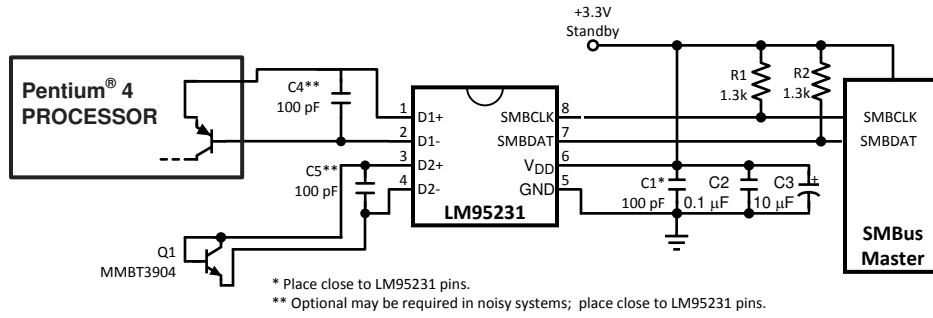 +3.3V
Standby
Pentium® 4
PROCESSOR
C4**
100 pF
R1
1.3k
R2
1.3k
1 D1+ SMBCLK 8
SMBCLK
2 D1- SMBDAT 7
SMBDAT
3 D2+ VDD 6
4 D2- GND 5
C5**
100 pF
C1*
100 pF
C2
0.1 μF
C3
10 μF
+
LM95231
SMBus
Master
Q1
MMBT3904
* Place close to LM95231 pins.
** Optional may be required in noisy systems; place close to LM95231 pins.